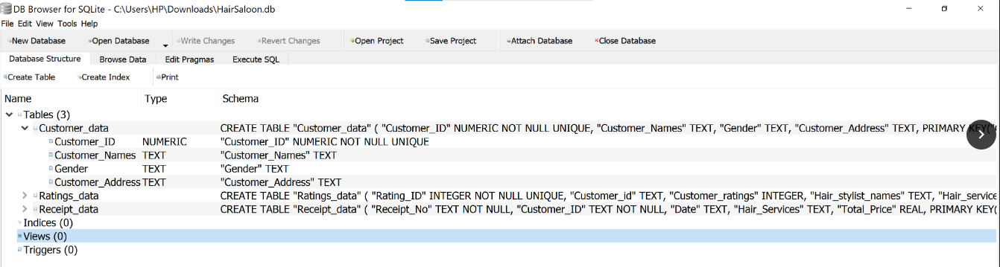 DB Browser for SQLite - C:\Users\HP\Downloads\HairSaloon.db
File Edit View Tools Help
New Database Open Database Write Changes Revert Changes Open Project Save Project Attach Database Close Database
Database Structure Browse Data Edit Pragmas Execute SQL
Create Table Create Index Print
Name Type Schema
Tables (3)
Customer_data CREATE TABLE "Customer_data" ( "Customer_ID" NUMERIC NOT NULL UNIQUE, "Customer_Names" TEXT, "Gender" TEXT, "Customer_Address" TEXT, PRIMARY KEY(
Customer_ID NUMERIC "Customer_ID" NUMERIC NOT NULL UNIQUE
Customer_Names TEXT "Customer_Names" TEXT
Gender TEXT "Gender" TEXT
Customer_Address TEXT "Customer_Address" TEXT
Ratings_data CREATE TABLE "Ratings_data" ( "Rating_ID" INTEGER NOT NULL UNIQUE, "Customer_id" TEXT, "Customer_ratings" INTEGER, "Hair_stylist_names" TEXT, "Hair_service
Receipt_data CREATE TABLE "Receipt_data" ( "Receipt_No" TEXT NOT NULL, "Customer_ID" TEXT NOT NULL, "Date" TEXT, "Hair_Services" TEXT, "Total_Price" REAL, PRIMARY KEY(
Indices (0)
Views (0)
Triggers (0)